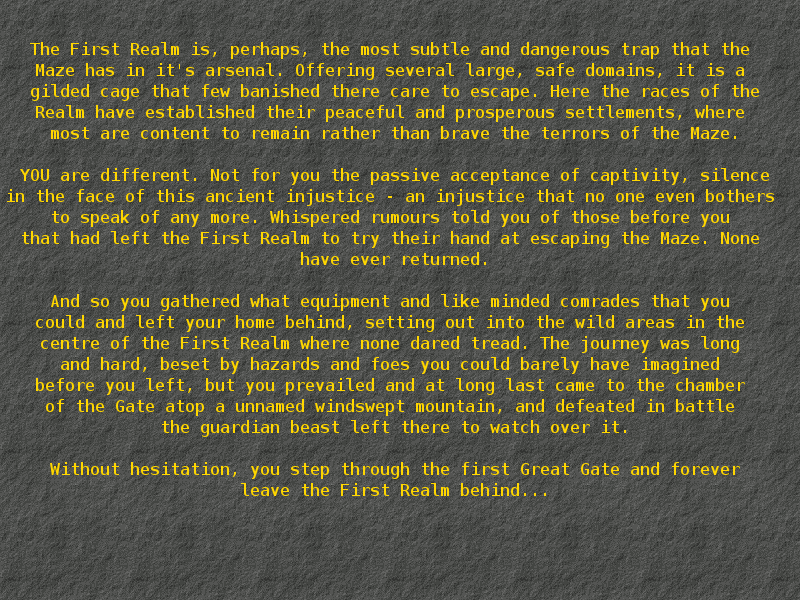 The First Realm is, perhaps, the most subtle and dangerous trap that the
Maze has in it's arsenal. Offering several large, safe domains, it is a
gilded cage that few banished there care to escape. Here the races of the
Realm have established their peaceful and prosperous settlements, where
most are content to remain rather than brave the terrors of the Maze.
YOU are different. Not for you the passive acceptance of captivity, silence
in the face of this ancient injustice - an injustice that no one even bothers
to speak of any more. Whispered rumours told you of those before you
that had left the First Realm to try their hand at escaping the Maze. None
have ever returned.
And so you gathered what equipment and like minded comrades that you
could and left your home behind, setting out into the wild areas in the
centre of the First Realm where none dared tread. The journey was long
and hard, beset by hazards and foes you could barely have imagined
before you left, but you prevailed and at long last came to the chamber
of the Gate atop a unnamed windswept mountain, and defeated in battle
the guardian beast left there to watch over it.
Without hesitation, you step through the first Great Gate and forever
leave the First Realm behind...